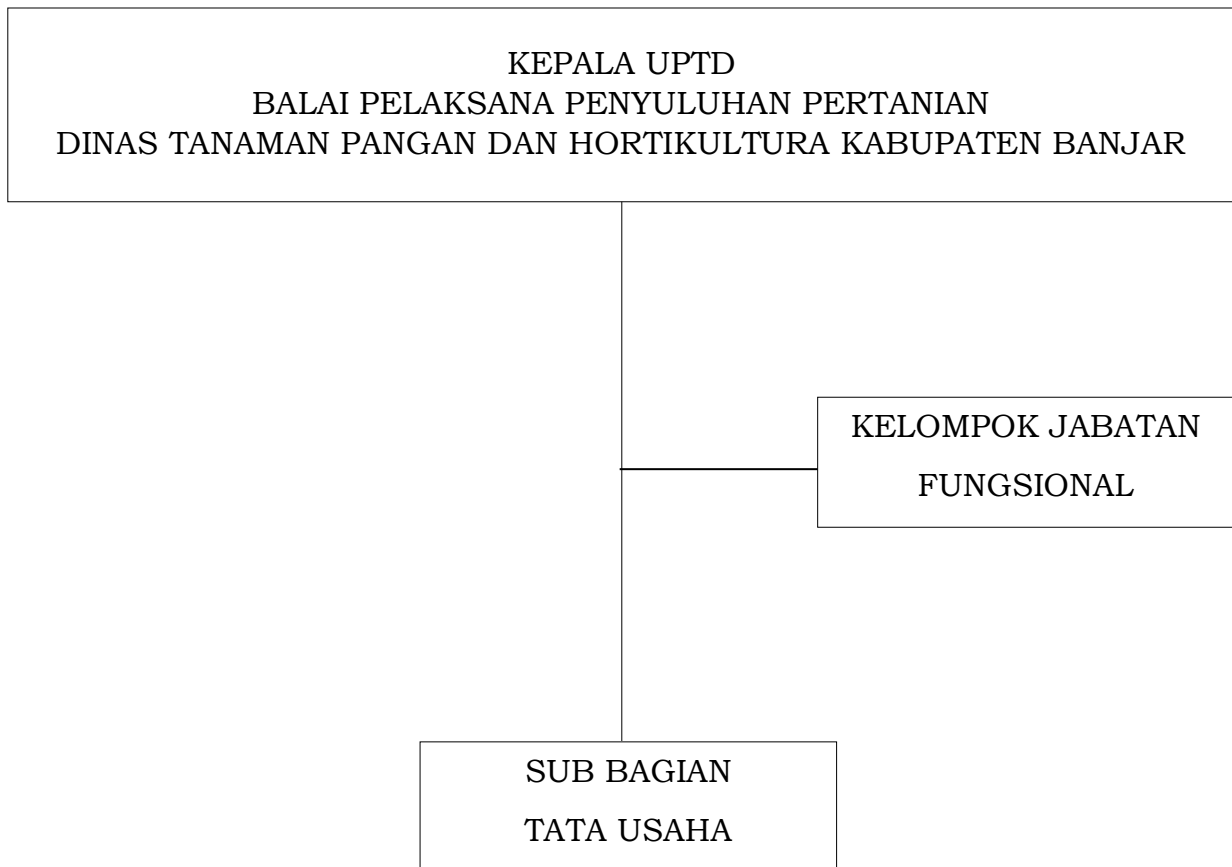 KEPALA UPTD
BALAI PELAKSANA PENYULUHAN PERTANIAN
DINAS TANAMAN PANGAN DAN HORTIKULTURA KABUPATEN BANJAR
KELOMPOK JABATAN
FUNGSIONAL
SUB BAGIAN
TATA USAHA